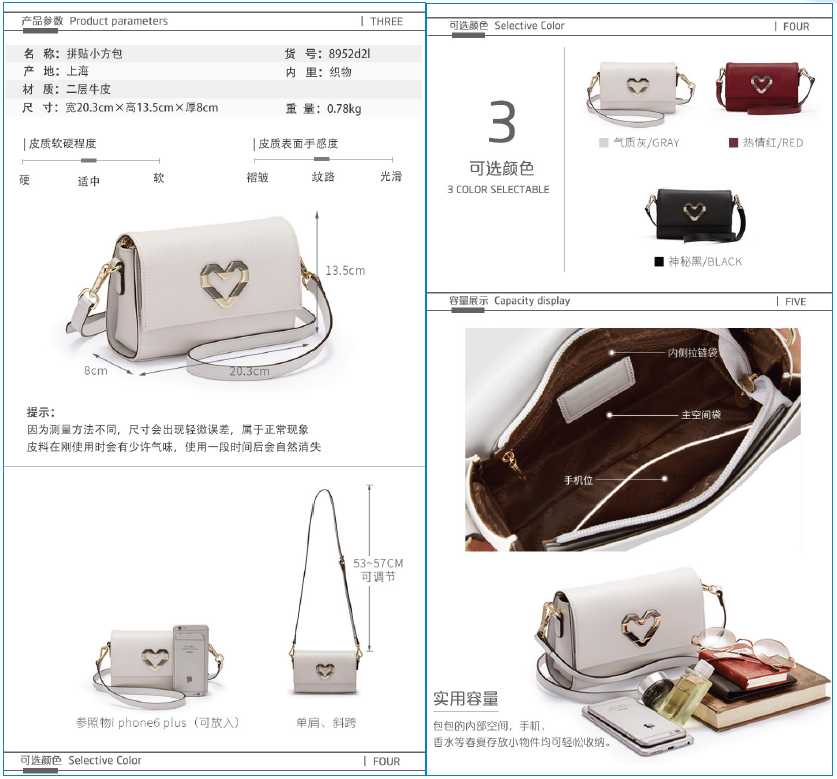 产品参数 Product parameters | THREE
名 称：拼贴小方包 货 号：8952d2l
产 地：上海 内 里：织物
材 质：二层牛皮
尺 寸：宽20.3cm×高13.5cm×厚8cm 重 量：0.78kg
|皮质软硬程度 |皮质表面手感度
硬 适中 软 褶皱 纹路 光滑
13.5cm
8cm 20.3cm
提示：
因为测量方法不同，尺寸会出现轻微误差，属于正常现象
皮料在刚使用时会有少许气味，使用一段时间后会自然消失
53~57CM
可调节
参照物i phone6 plus（可放入） 单肩、斜跨
可选颜色 Selective Color | FOUR
可选颜色 Selective Color | FOUR
3
可选颜色
3 COLOR SELECTABLE
气质灰/GRAY 热情红/RED
神秘黑/BLACK
容量展示 Capacity display | FIVE
内侧拉链袋
主空间袋
手机位
实用容量
包包的内部空间，手机、
香水等春夏存放小物件均可轻松收纳。